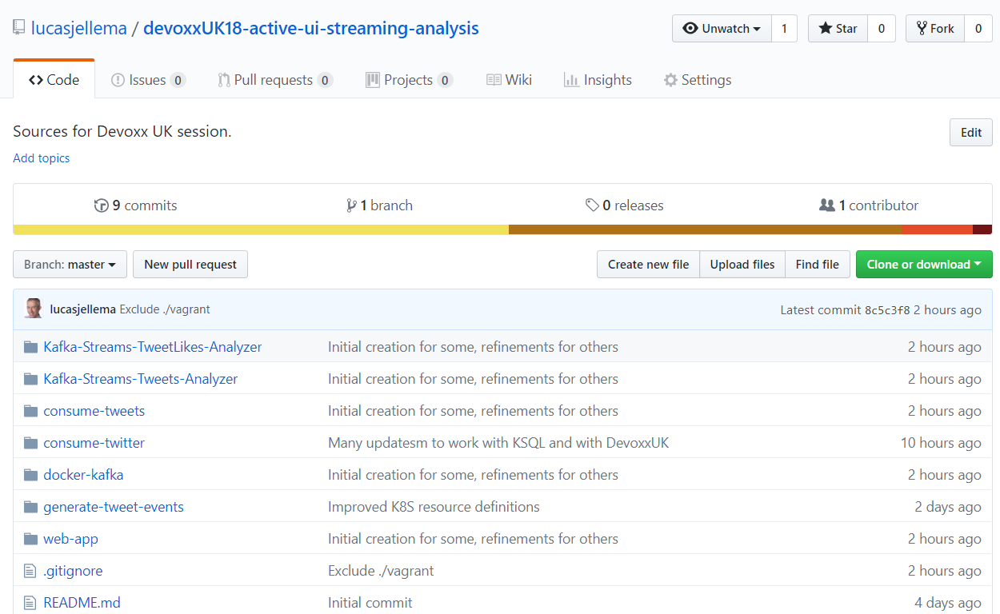 lucasjellema / devoxxUK18-active-ui-streaming-analysis Unwatch 1 Star 0 Fork 0
Code Issues 0 Pull requests 0 Projects 0 Wiki Insights Settings
Sources for Devoxx UK session. Edit
Add topics
9 commits 1 branch 0 releases 1 contributor
Branch: master New pull request Create new file Upload files Find file Clone or download
lucasjellema Exclude ./vagrant Latest commit 8c5c3f8 2 hours ago
Kafka-Streams-TweetLikes-Analyzer Initial creation for some, refinements for others 2 hours ago
Kafka-Streams-Tweets-Analyzer Initial creation for some, refinements for others 2 hours ago
consume-tweets Initial creation for some, refinements for others 2 hours ago
consume-twitter Many updatesm to work with KSQL and with DevoxxUK 10 hours ago
docker-kafka Initial creation for some, refinements for others 2 hours ago
generate-tweet-events Improved K8S resource definitions 2 days ago
web-app Initial creation for some, refinements for others 2 hours ago
.gitignore Exclude ./vagrant 2 hours ago
README.md Initial commit 4 days ago